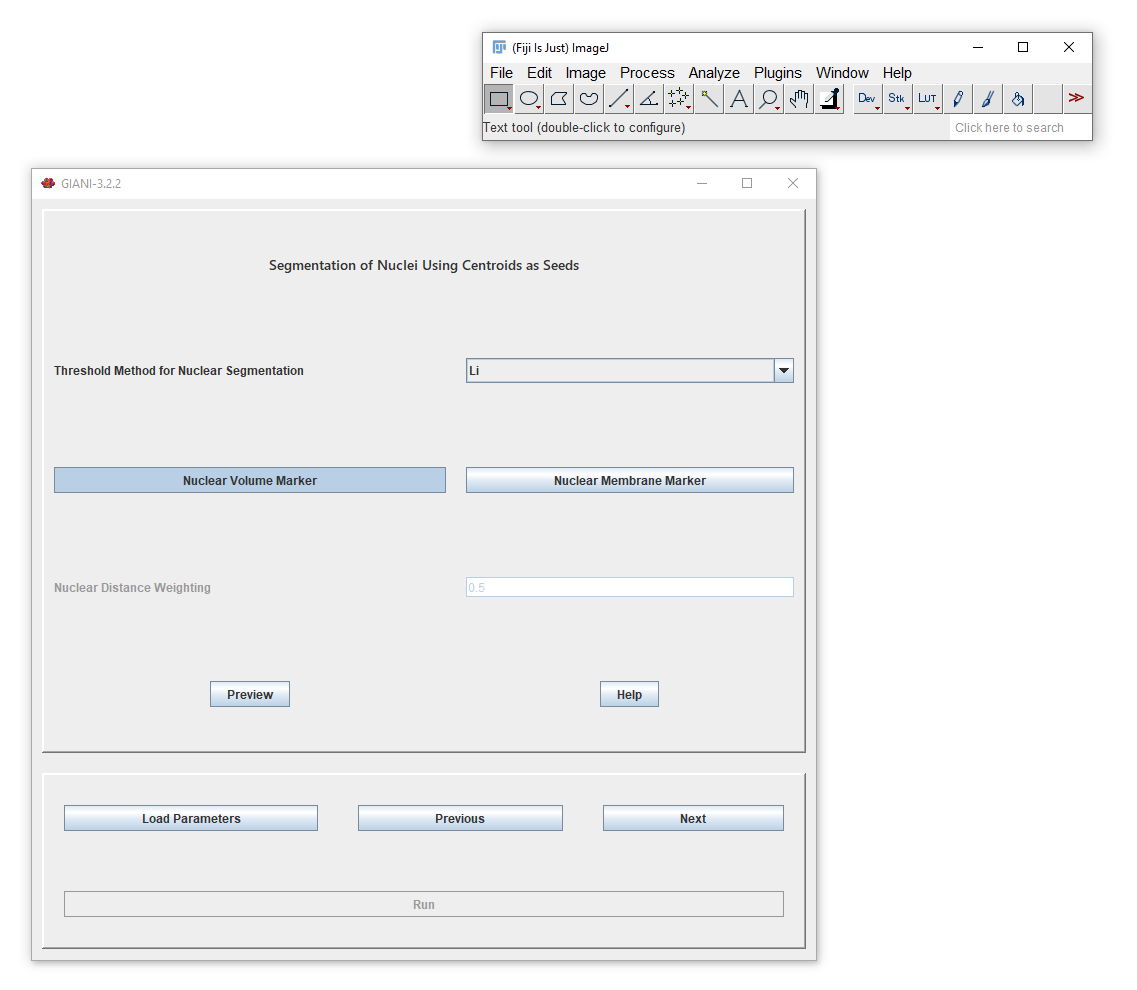 (Fiji Is Just) ImageJ
File Edit Image Process Analyze Plugins Window Help
Dev Stk LUT
Text tool (double-click to configure) Click here to search
GIANI-3.2.2
Segmentation of Nuclei Using Centroids as Seeds
Threshold Method for Nuclear Segmentation Li
Nuclear Volume Marker Nuclear Membrane Marker
Nuclear Distance Weighting 0.5
Preview Help
Load Parameters Previous Next
Run